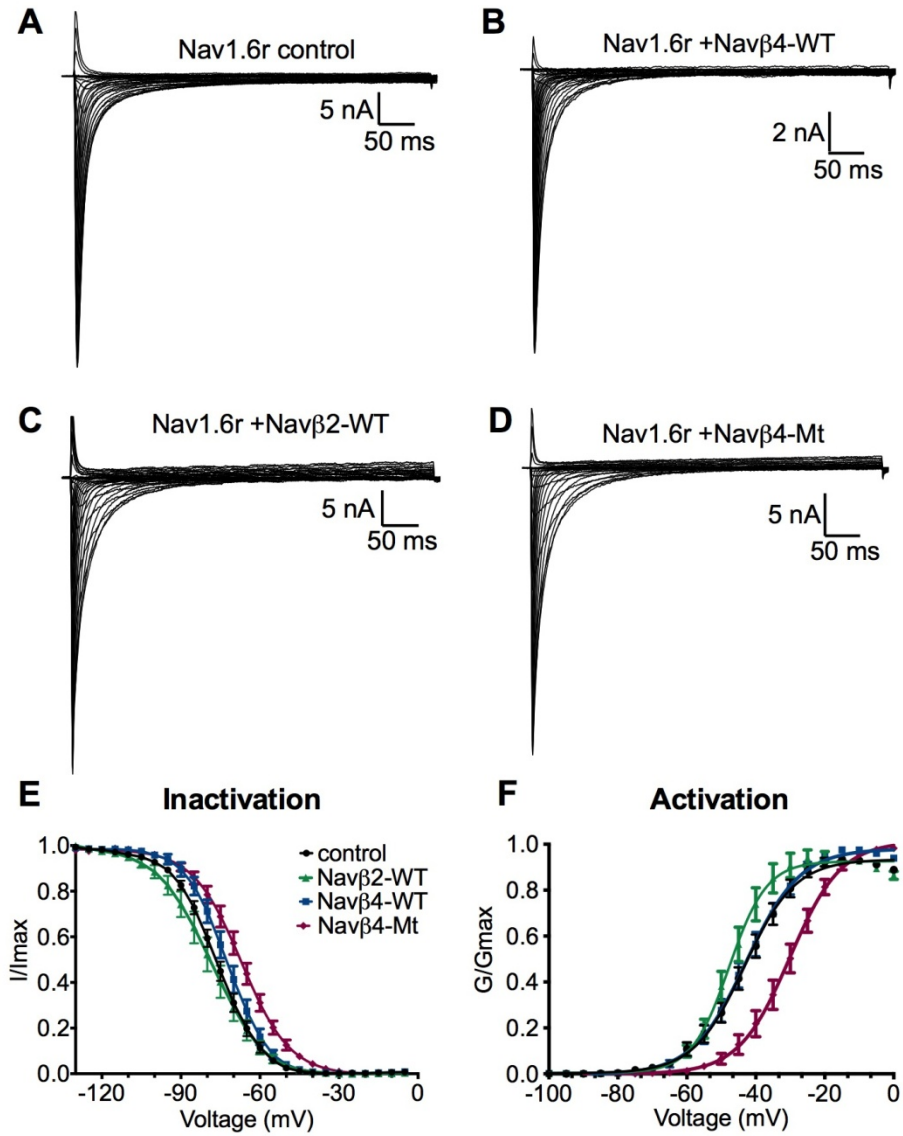 A
Nav1.6r control
5 nA
50 ms
B
Nav1.6r +Navβ4-WT
2 nA
50 ms
C
Nav1.6r +Navβ2-WT
5 nA
50 ms
D
Nav1.6r +Navβ4-Mt
5 nA
50 ms
E
Inactivation
I/Imax
1.0
0.8
0.6
0.4
0.2
0.0
control
Navβ2-WT
Navβ4-WT
Navβ4-Mt
-120 -90 -60 -30 0
Voltage (mV)
F
Activation
G/Gmax
1.0
0.8
0.6
0.4
0.2
0.0
-100 -80 -60 -40 -20 0
Voltage (mV)